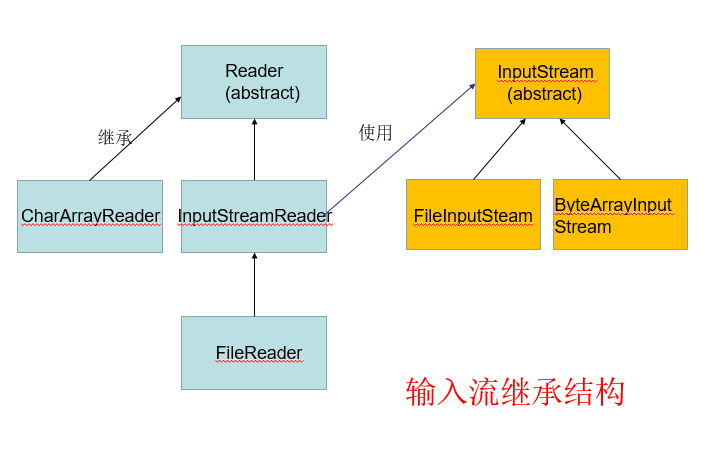 Reader
(abstract)
InputStream
(abstract)
继承
使用
CharArrayReader
InputStreamReader
FileInputSteam
ByteArrayInput
Stream
FileReader
输入流继承结构